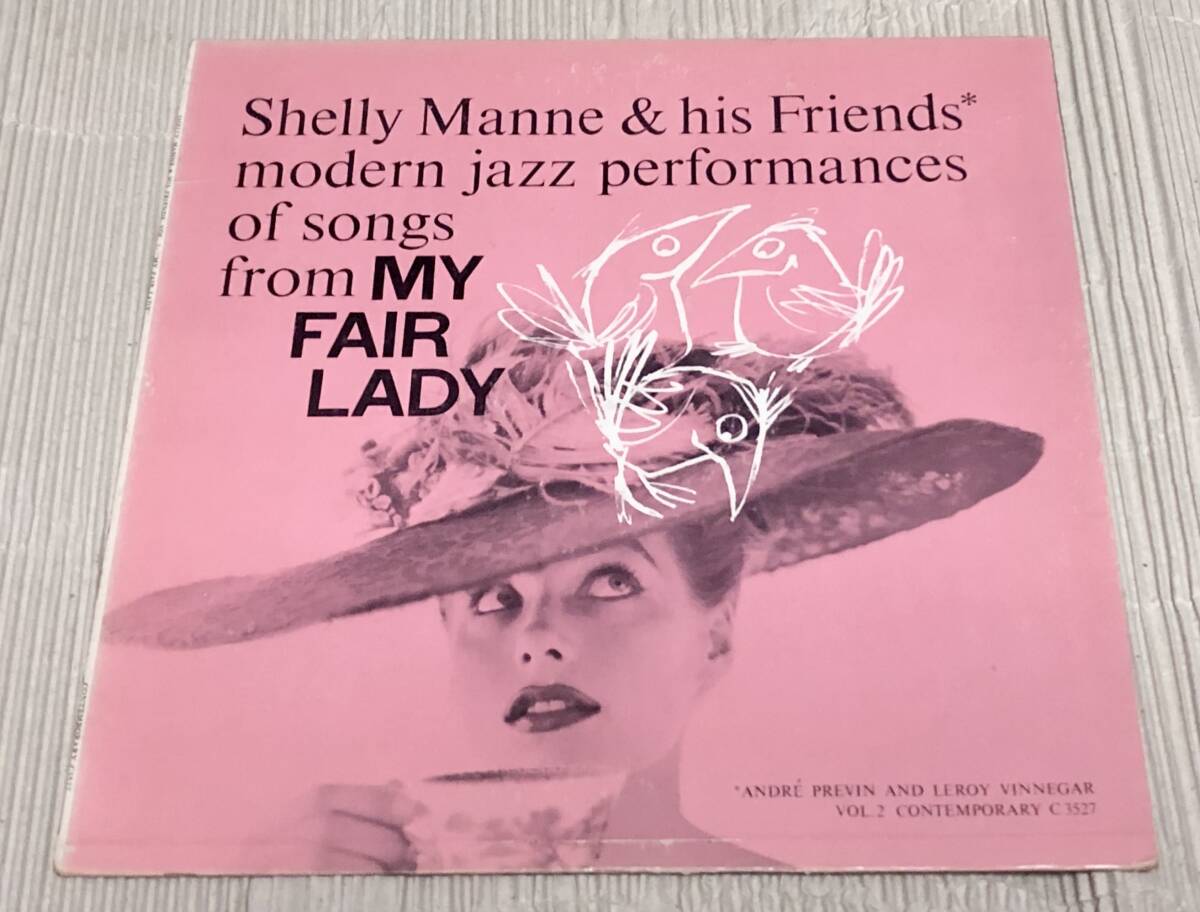 Shelly Manne & his Friends*
modern jazz performances
of songs
from MY
FAIR
LADY
*ANDRÉ PREVIN AND LEROY VINNEGAR
VOL.2 CONTEMPORARY C 3527